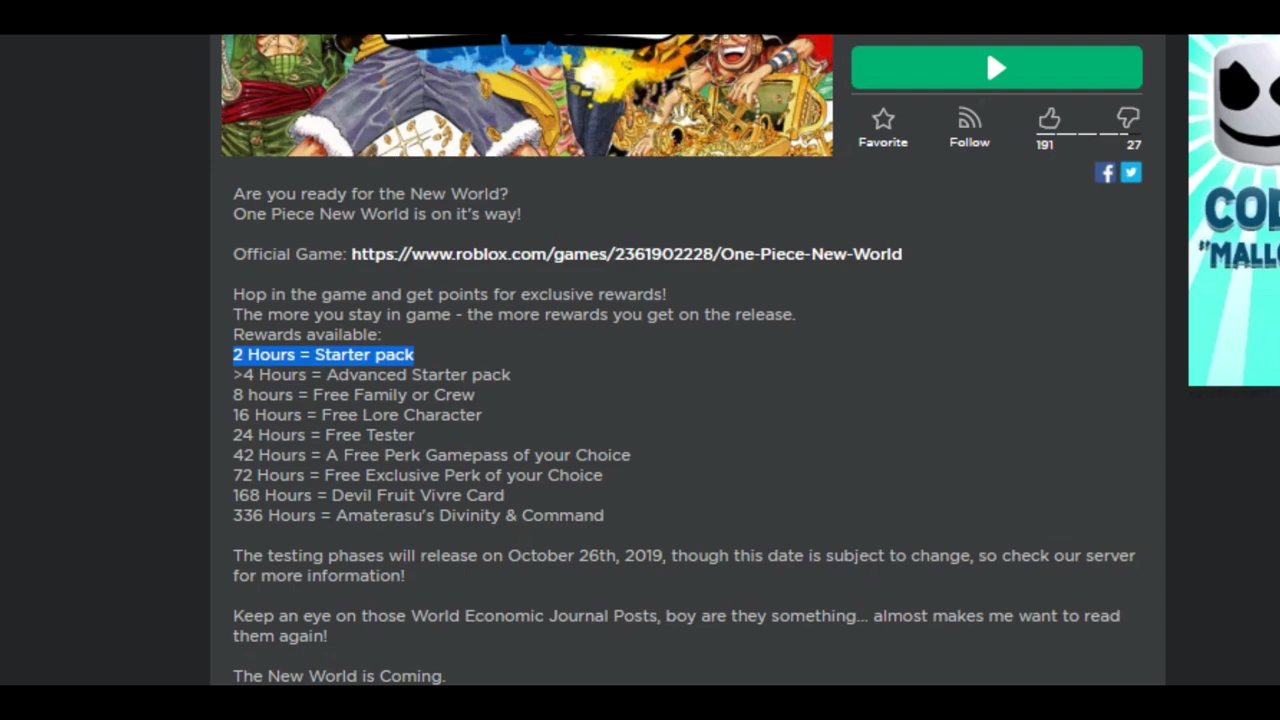 Favorite
Follow
191
27
Are you ready for the New World?
One Piece New World is on it's way!
Official Game: https://www.roblox.com/games/2361902228/One-Piece-New-World
Hop in the game and get points for exclusive rewards!
The more you stay in game - the more rewards you get on the release.
Rewards available:
2 Hours = Starter pack
>4 Hours = Advanced Starter pack
8 hours = Free Family or Crew
16 Hours = Free Lore Character
24 Hours = Free Tester
42 Hours = A Free Perk Gamepass of your Choice
72 Hours = Free Exclusive Perk of your Choice
168 Hours = Devil Fruit Vivre Card
336 Hours = Amaterasu's Divinity & Command
The testing phases will release on October 26th, 2019, though this date is subject to change, so check our server
for more information!
Keep an eye on those World Economic Journal Posts, boy are they something... almost makes me want to read
them again!
The New World is Coming.